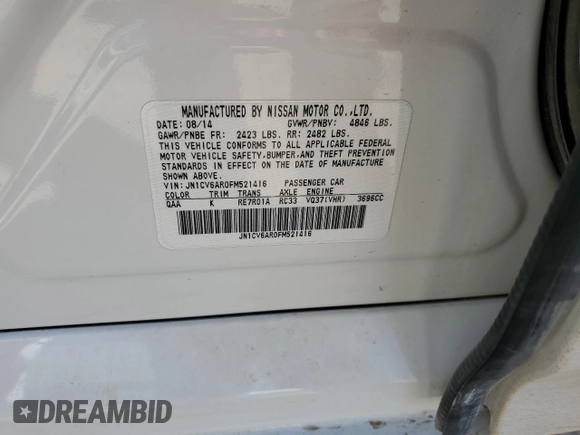 MANUFACTURED BY NISSAN MOTOR CO.,LTD.
DATE: 08/14 GVWR/PNBV: 4846 LBS.
GAWR/PNBE FR: 2423 LBS. RR: 2482 LBS.
THIS VEHICLE CONFORMS TO ALL APPLICABLE FEDERAL
MOTOR VEHICLE SAFETY,BUMPER,AND THEFT PREVENTION
STANDARDS IN EFFECT ON THE DATE OF MANUFACTURE
SHOWN ABOVE.
VIN: JN1CV6AR0FM521416 PASSENGER CAR
COLOR TRIM TRANS AXLE ENGINE
QAA K RE7R01A RC33 VQ37(VHR) 3696CC
JN1CV6AR0FM521416
DREAMBID